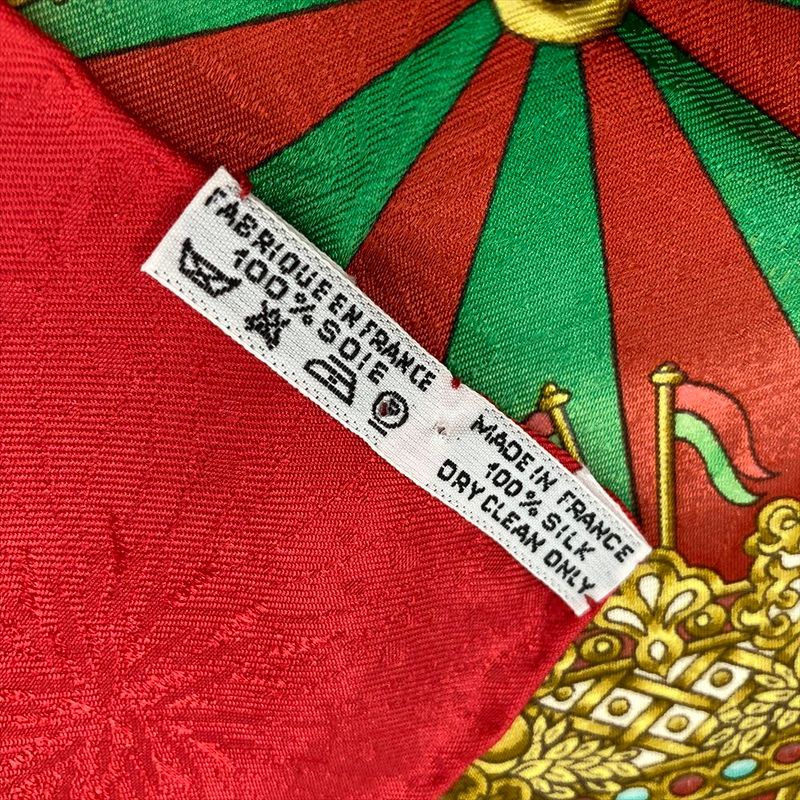 FABRIQUE EN FRANCE
100% SOIE
P
MADE IN FRANCE
100% SILK
DRY CLEAN ONLY